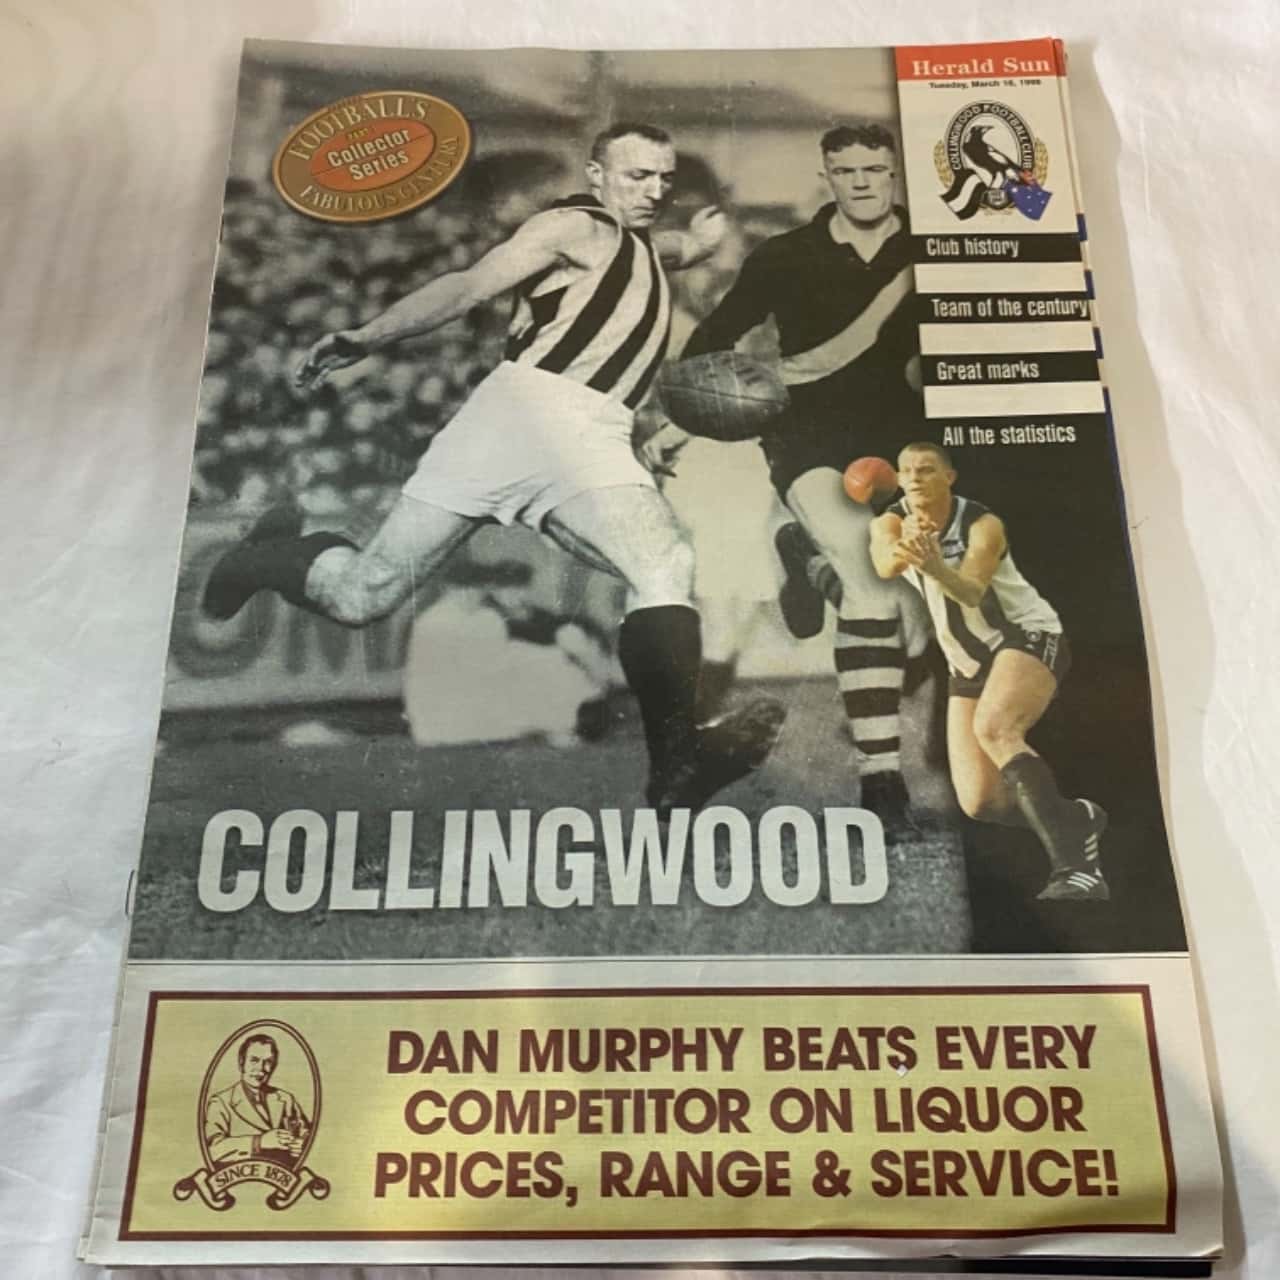 FOOTBALL'S
Collector
Series
FABULOUS CENTURY
Herald Sun
Tuesday, March 16, 1999
COLLINGWOOD FOOTBALL CLUB
Club history
Team of the century
Great marks
All the statistics
COLLINGWOOD
SINCE 1878
DAN MURPHY BEATS EVERY
COMPETITOR ON LIQUOR
PRICES, RANGE & SERVICE!